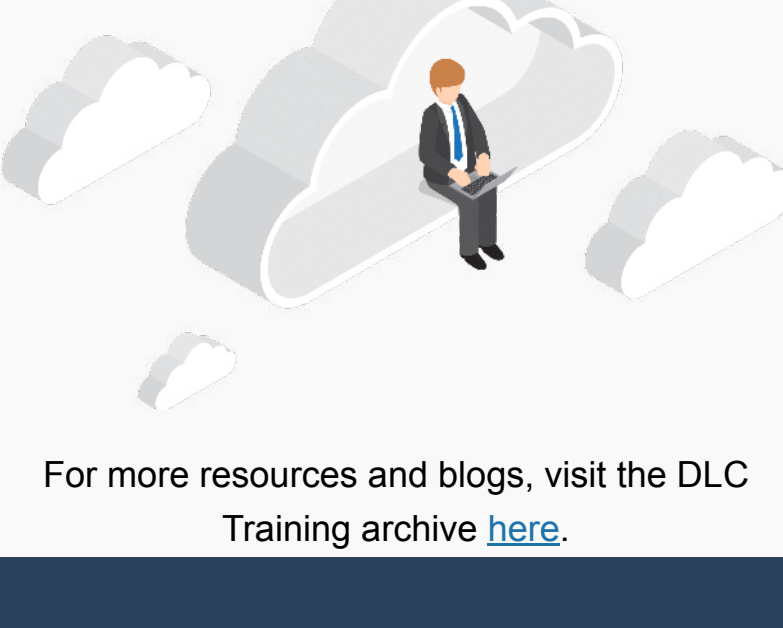 For more resources and blogs, visit the DLC
Training archive here.